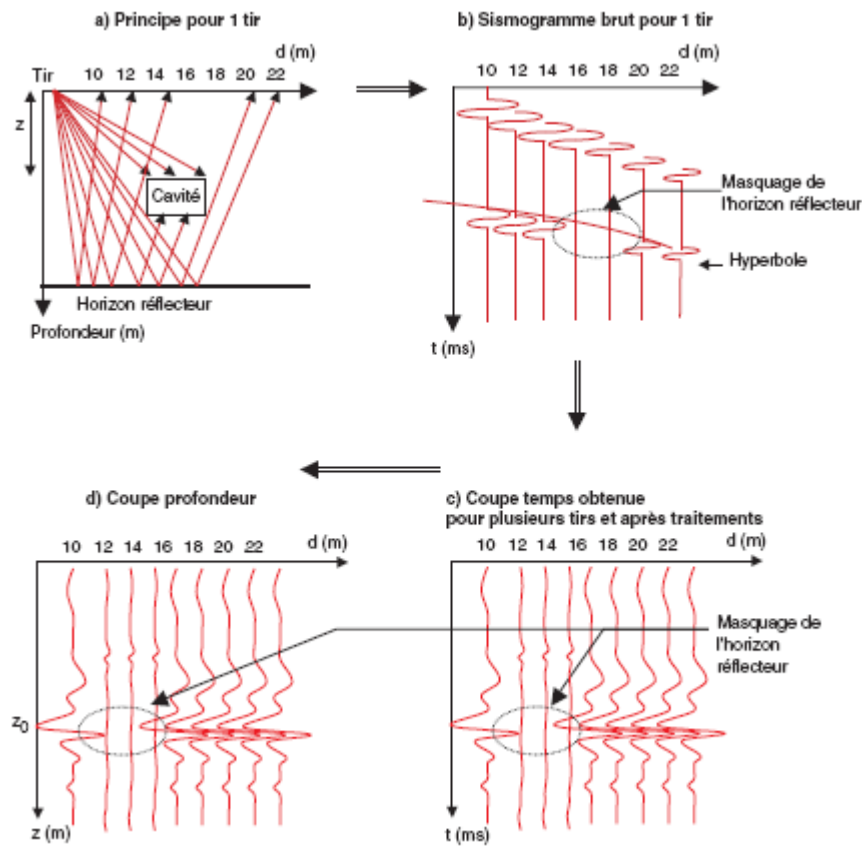 a) Principe pour 1 tir
d (m)
Tir 10 12 14 16 18 20 22
z
Cavité
Horizon réflecteur
Profondeur (m)
b) Sismogramme brut pour 1 tir
d (m)
10 12 14 16 18 20 22
Masquage de
l'horizon réflecteur
Hyperbole
t (ms)
d) Coupe profondeur
d (m)
10 12 14 16 18 20 22
z0
z (m)
c) Coupe temps obtenue
pour plusieurs tirs et après traitements
d (m)
10 12 14 16 18 20 22
Masquage de
l'horizon
réflecteur
t (ms)